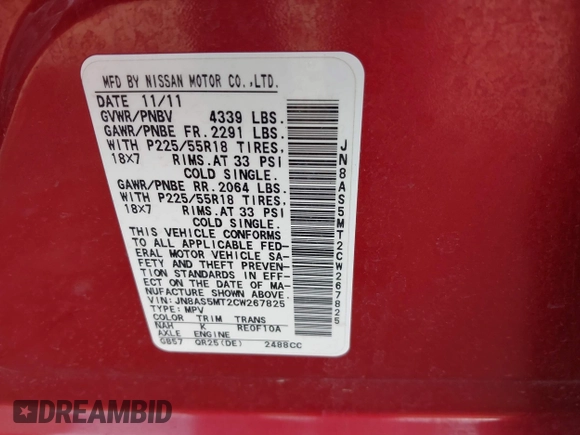 MFD BY NISSAN MOTOR CO.,LTD.
DATE 11/11
GVWR/PNBV 4339 LBS.
GAWR/PNBE FR. 2291 LBS.
WITH P225/55R18 TIRES,
18X7 RIMS.AT 33 PSI
COLD SINGLE.
GAWR/PNBE RR. 2064 LBS.
WITH P225/55R18 TIRES,
18X7 RIMS.AT 33 PSI
COLD SINGLE.
THIS VEHICLE CONFORMS
TO ALL APPLICABLE FED-
ERAL MOTOR VEHICLE SA-
FETY AND THEFT PREVEN-
TION STANDARDS IN EFF-
ECT ON THE DATE OF MA-
NUFACTURE SHOWN ABOVE.
VIN: JN8AS5MT2CW267825
TYPE: MPV
COLOR TRIM TRANS
NAH K RE0F10A
AXLE ENGINE
GB57 QR25(DE) 2488CC
JN8AS5MT2CW267825
DREAMBID